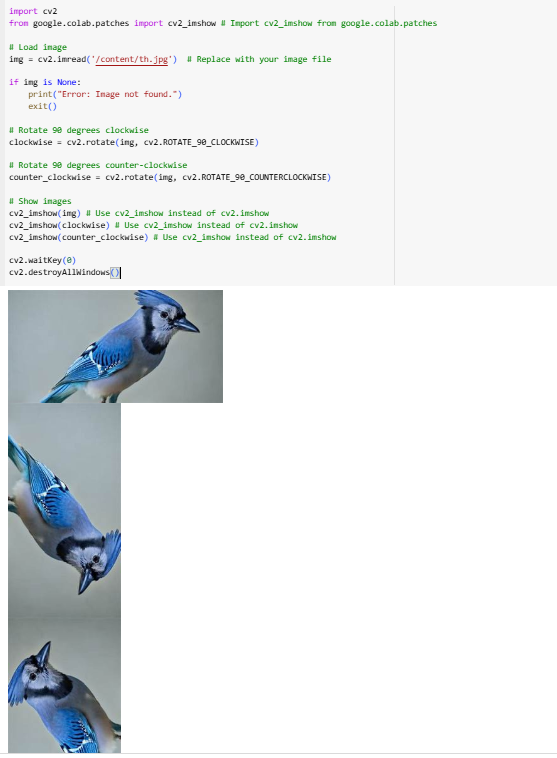 import cv2
from google.colab.patches import cv2_imshow # Import cv2_imshow from google.colab.patches
# Load image
img = cv2.imread('/content/th.jpg')  # Replace with your image file
if img is None:
    print("Error: Image not found.")
    exit()
# Rotate 90 degrees clockwise
clockwise = cv2.rotate(img, cv2.ROTATE_90_CLOCKWISE)
# Rotate 90 degrees counter-clockwise
counter_clockwise = cv2.rotate(img, cv2.ROTATE_90_COUNTERCLOCKWISE)
# Show images
cv2_imshow(img) # Use cv2_imshow instead of cv2.imshow
cv2_imshow(clockwise) # Use cv2_imshow instead of cv2.imshow
cv2_imshow(counter_clockwise) # Use cv2_imshow instead of cv2.imshow
cv2.waitKey(0)
cv2.destroyAllWindows()